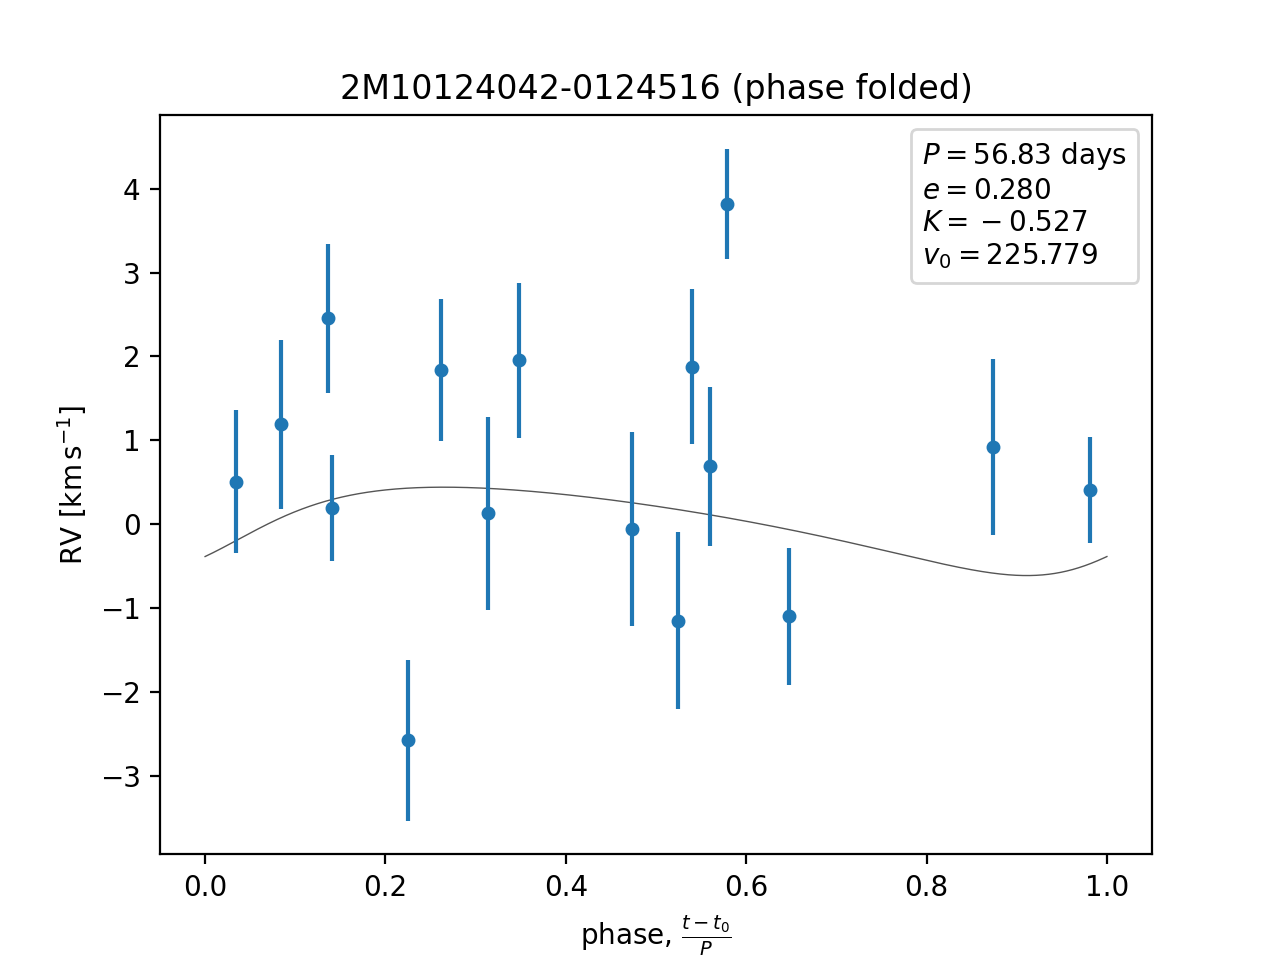 2M10124042-0124516 (phase folded)
P = 56.83 days
e = 0.280
K = −0.527
v₀ = 225.779
RV [km s⁻¹]
4
3
2
1
0
−1
−2
−3
0.0 0.2 0.4 0.6 0.8 1.0
phase, (t − t₀)/P